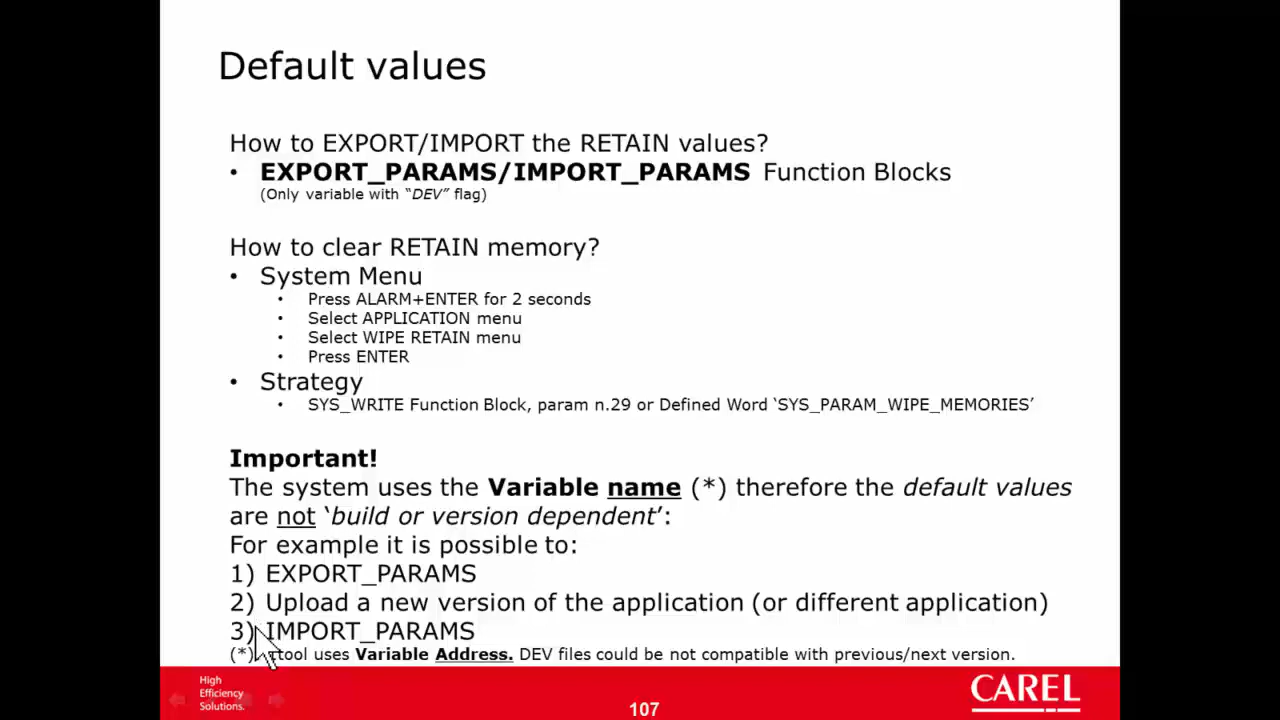 Default values
How to EXPORT/IMPORT the RETAIN values?
• EXPORT_PARAMS/IMPORT_PARAMS Function Blocks
(Only variable with “DEV” flag)
How to clear RETAIN memory?
• System Menu
• Press ALARM+ENTER for 2 seconds
• Select APPLICATION menu
• Select WIPE RETAIN menu
• Press ENTER
• Strategy
• SYS_WRITE Function Block, param n.29 or Defined Word ‘SYS_PARAM_WIPE_MEMORIES’
Important!
The system uses the Variable name (*) therefore the default values
are not ‘build or version dependent’:
For example it is possible to:
1) EXPORT_PARAMS
2) Upload a new version of the application (or different application)
3) IMPORT_PARAMS
(*) uses Variable Address. DEV files could be not compatible with previous/next version.
High
Efficiency
Solutions.
107
CAREL